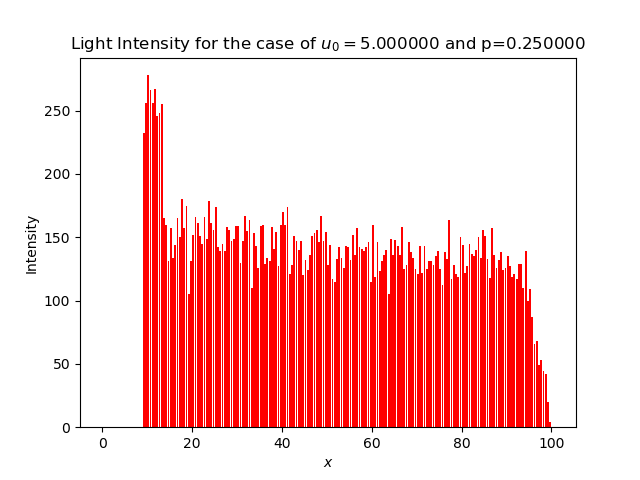 Light Intensity for the case of u₀ = 5.000000 and p=0.250000
Intensity
250
200
150
100
50
0
0 20 40 60 80 100
x